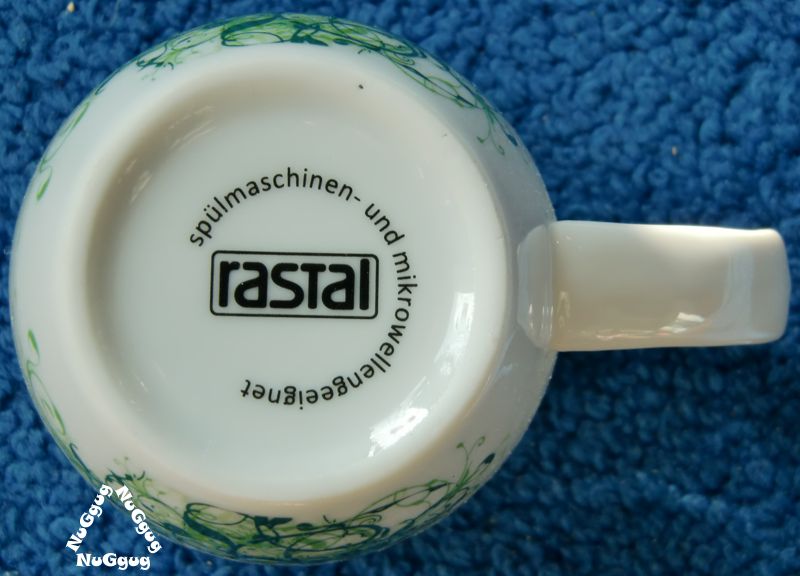 spülmaschinen- und mikrowellengeeignet
rastal
NuGgug
NuGgug
NuGgug